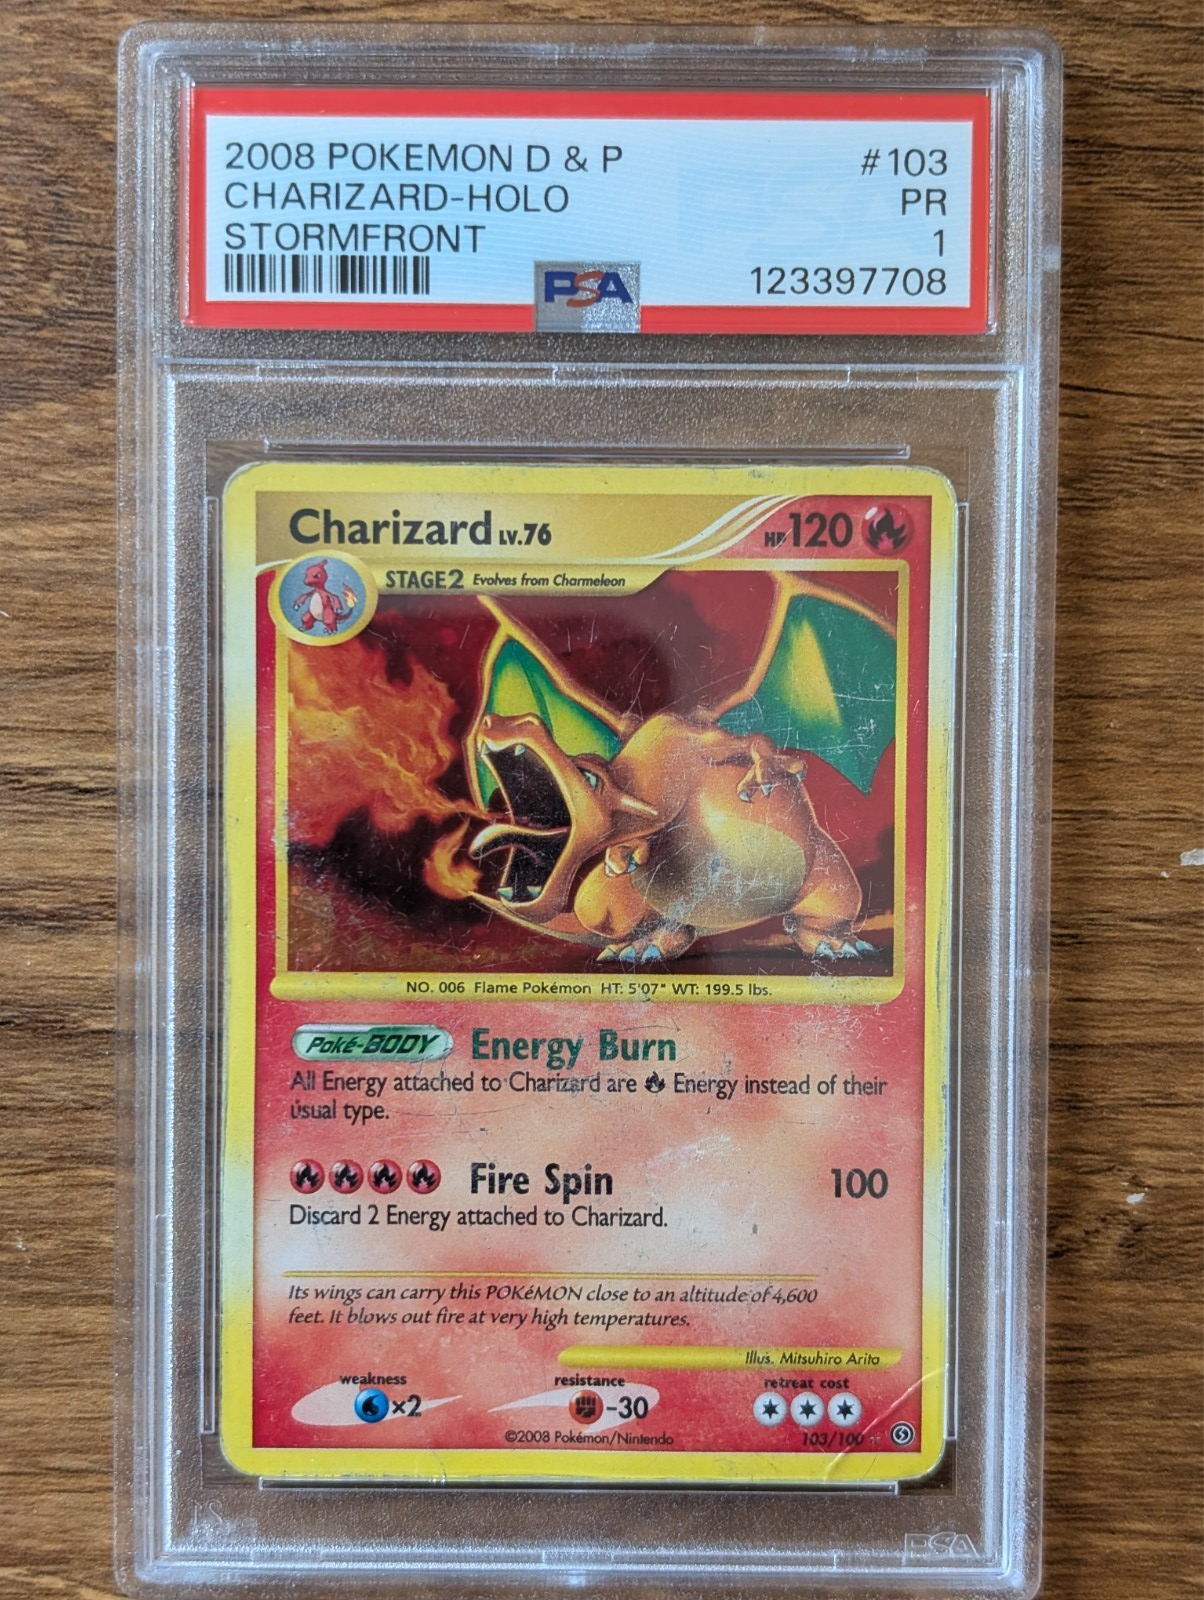 2008 POKEMON D & P #103
CHARIZARD-HOLO PR
STORMFRONT 1
PSA 123397708
Charizard LV.76 HP 120
STAGE2 Evolves from Charmeleon
NO. 006 Flame Pokémon HT: 5'07" WT: 199.5 lbs.
Poké-BODY Energy Burn
All Energy attached to Charizard are Energy instead of their
usual type.
Fire Spin 100
Discard 2 Energy attached to Charizard.
Its wings can carry this POKéMON close to an altitude of 4,600
feet. It blows out fire at very high temperatures.
Illus. Mitsuhiro Arita
weakness resistance retreat cost
×2 -30
©2008 Pokémon/Nintendo 103/100
PSA